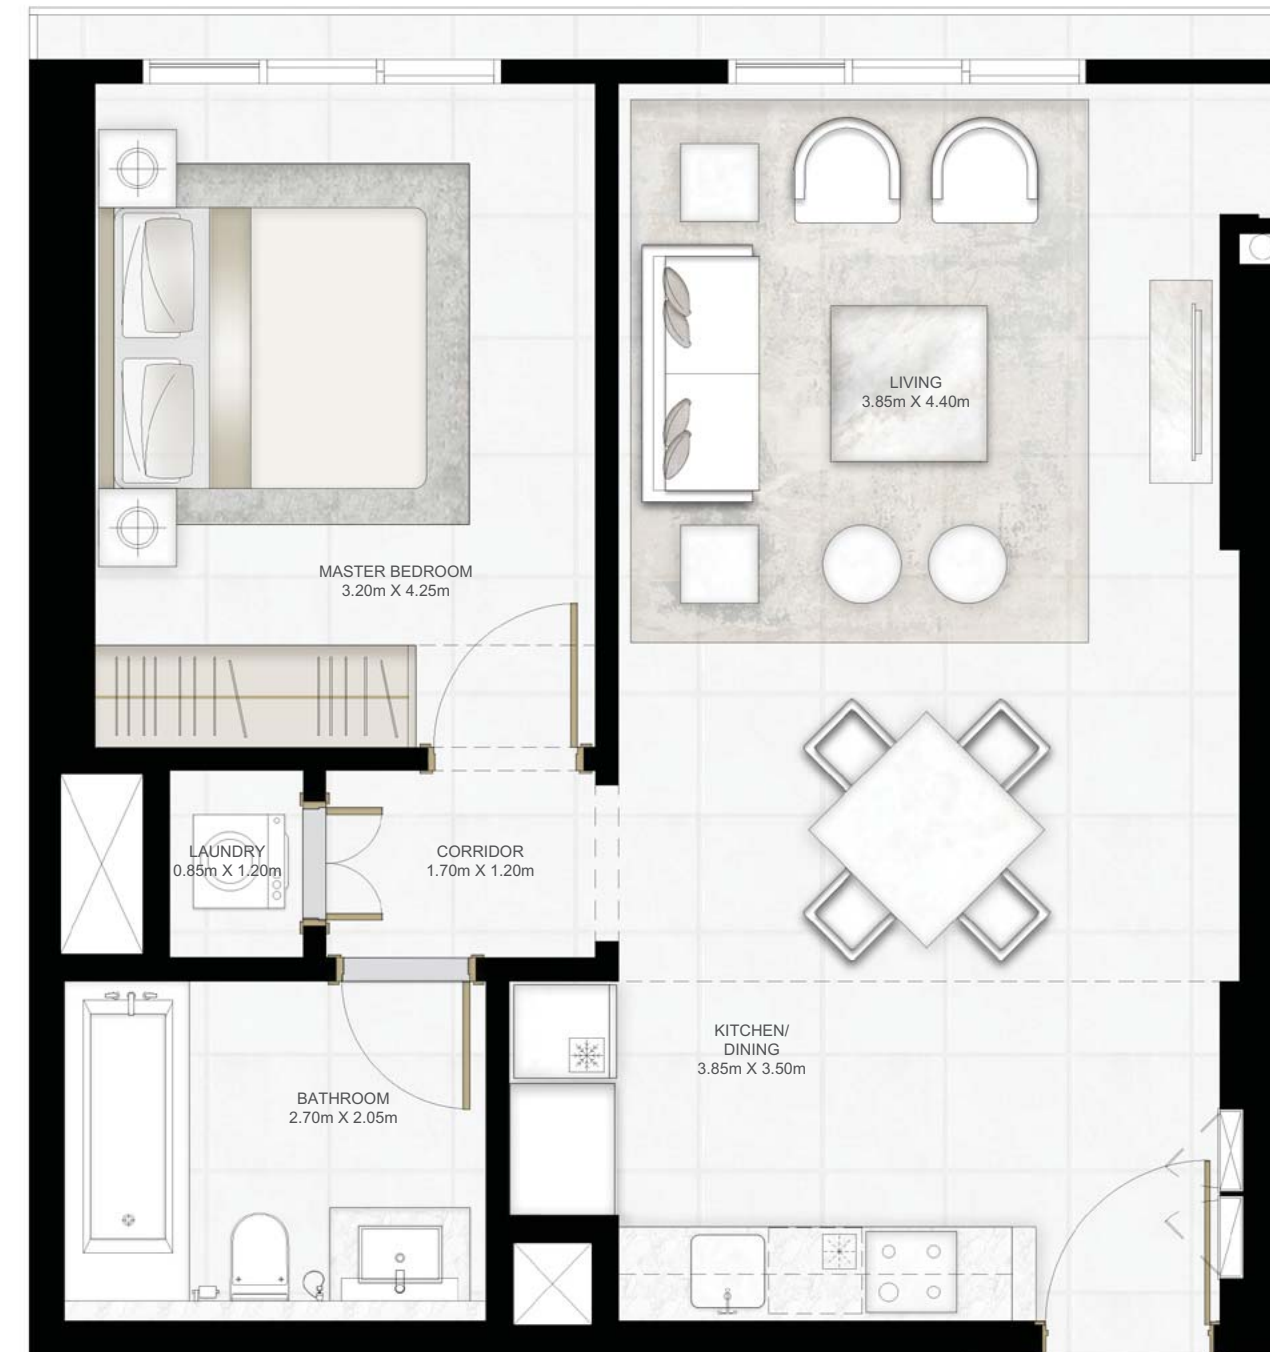 LIVING
3.85m X 4.40m
MASTER BEDROOM
3.20m X 4.25m
LAUNDRY
0.85m X 1.20m
CORRIDOR
1.70m X 1.20m
KITCHEN/
DINING
3.85m X 3.50m
BATHROOM
2.70m X 2.05m